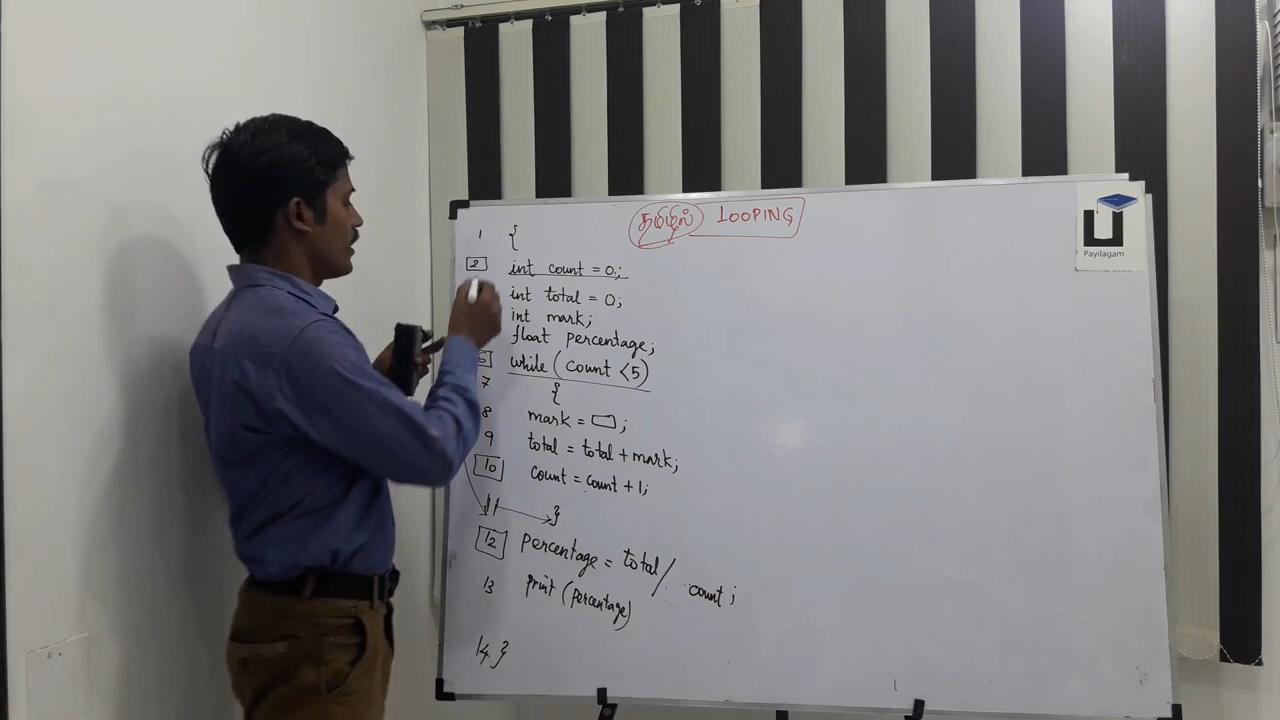 தமிழில் LOOPING
Payilagam
1 {
2 int count = 0;
int total = 0;
int mark;
float percentage;
6 while (count <5)
7 {
8 mark = ;
9 total = total + mark;
10 count = count + 1;
11 }
12 Percentage = total / count;
13 print (percentage)
14 }